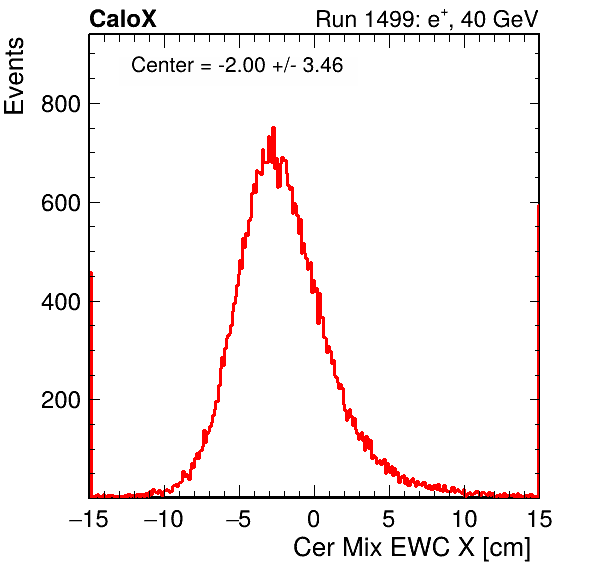 CaloX Run 1499: e⁺, 40 GeV
Center = -2.00 +/- 3.46
Events
800
600
400
200
−15 −10 −5 0 5 10 15
Cer Mix EWC X [cm]